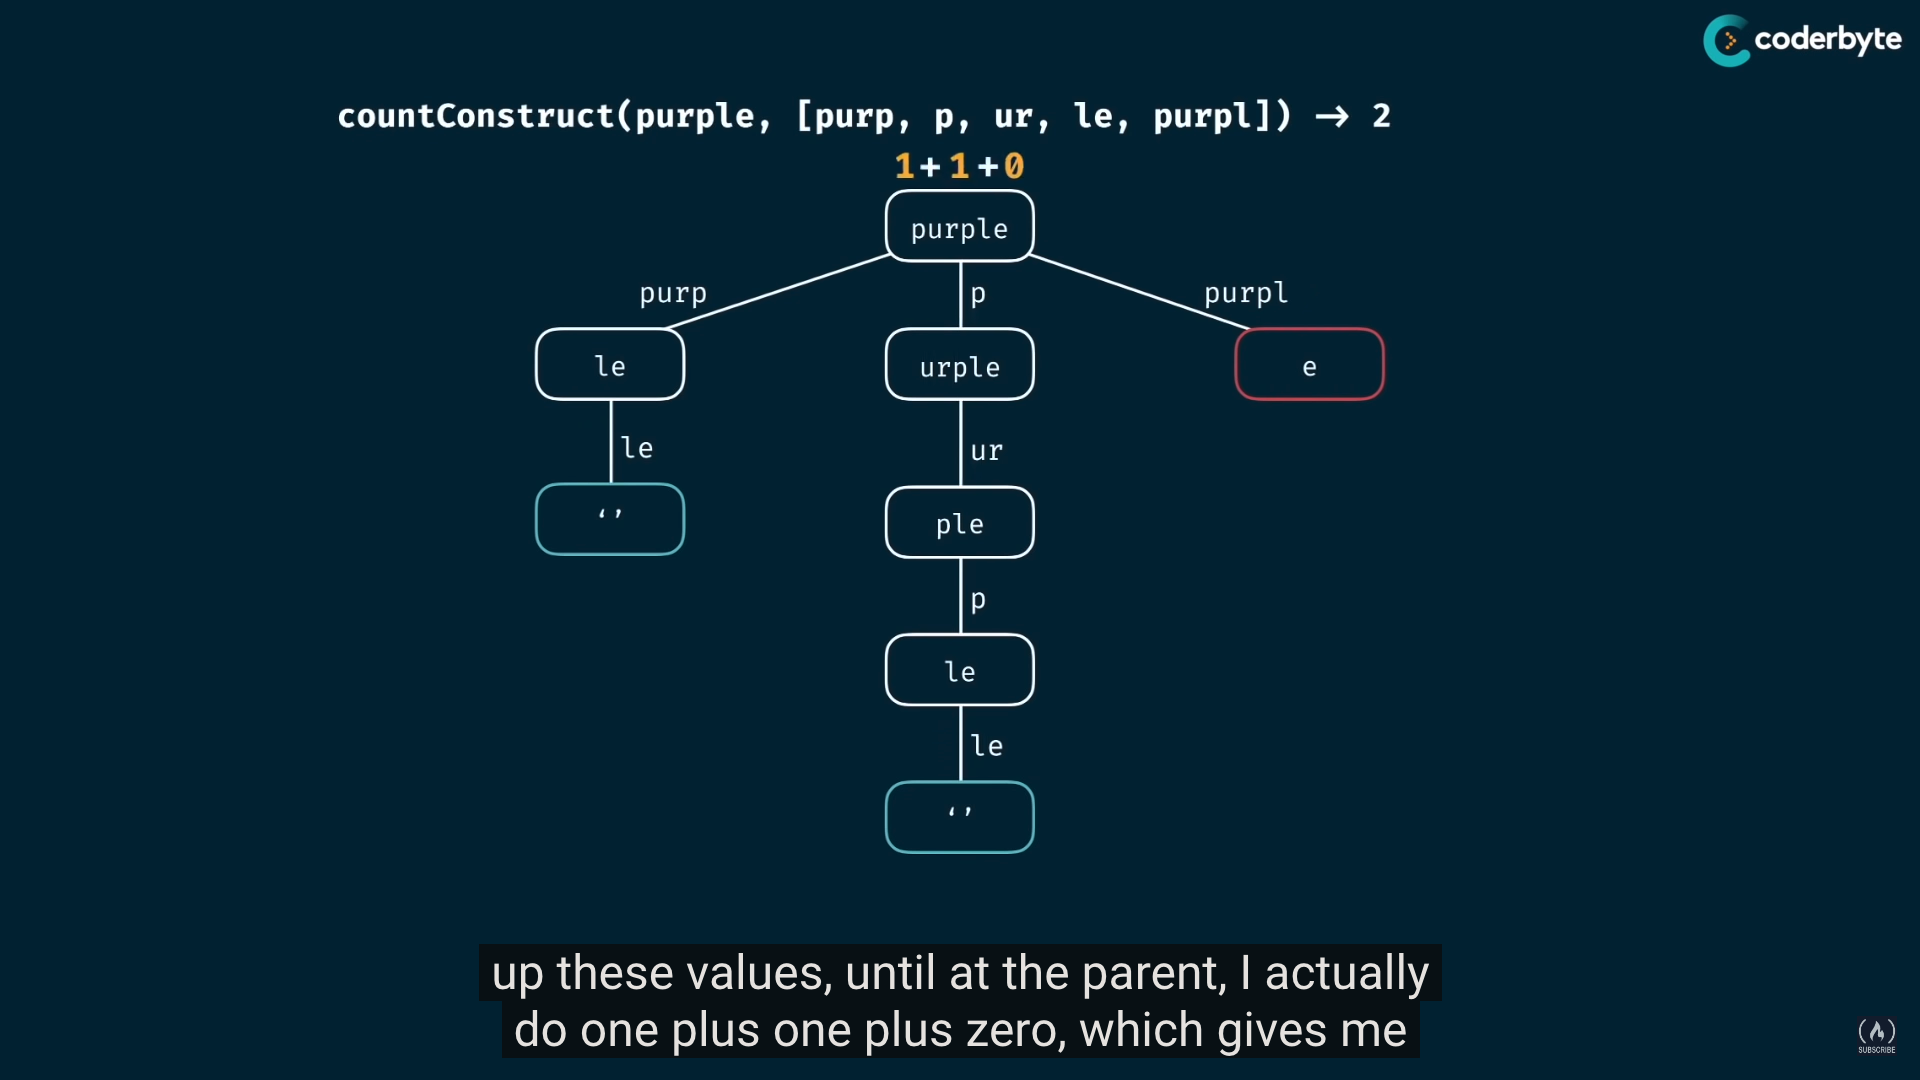 coderbyte
countConstruct(purple, [purp, p, ur, le, purpl]) → 2
1+1+0
purple
purp
p
purpl
le
urple
e
le
ur
‘’
ple
p
le
le
‘’
up these values, until at the parent, I actually
do one plus one plus zero, which gives me
SUBSCRIBE